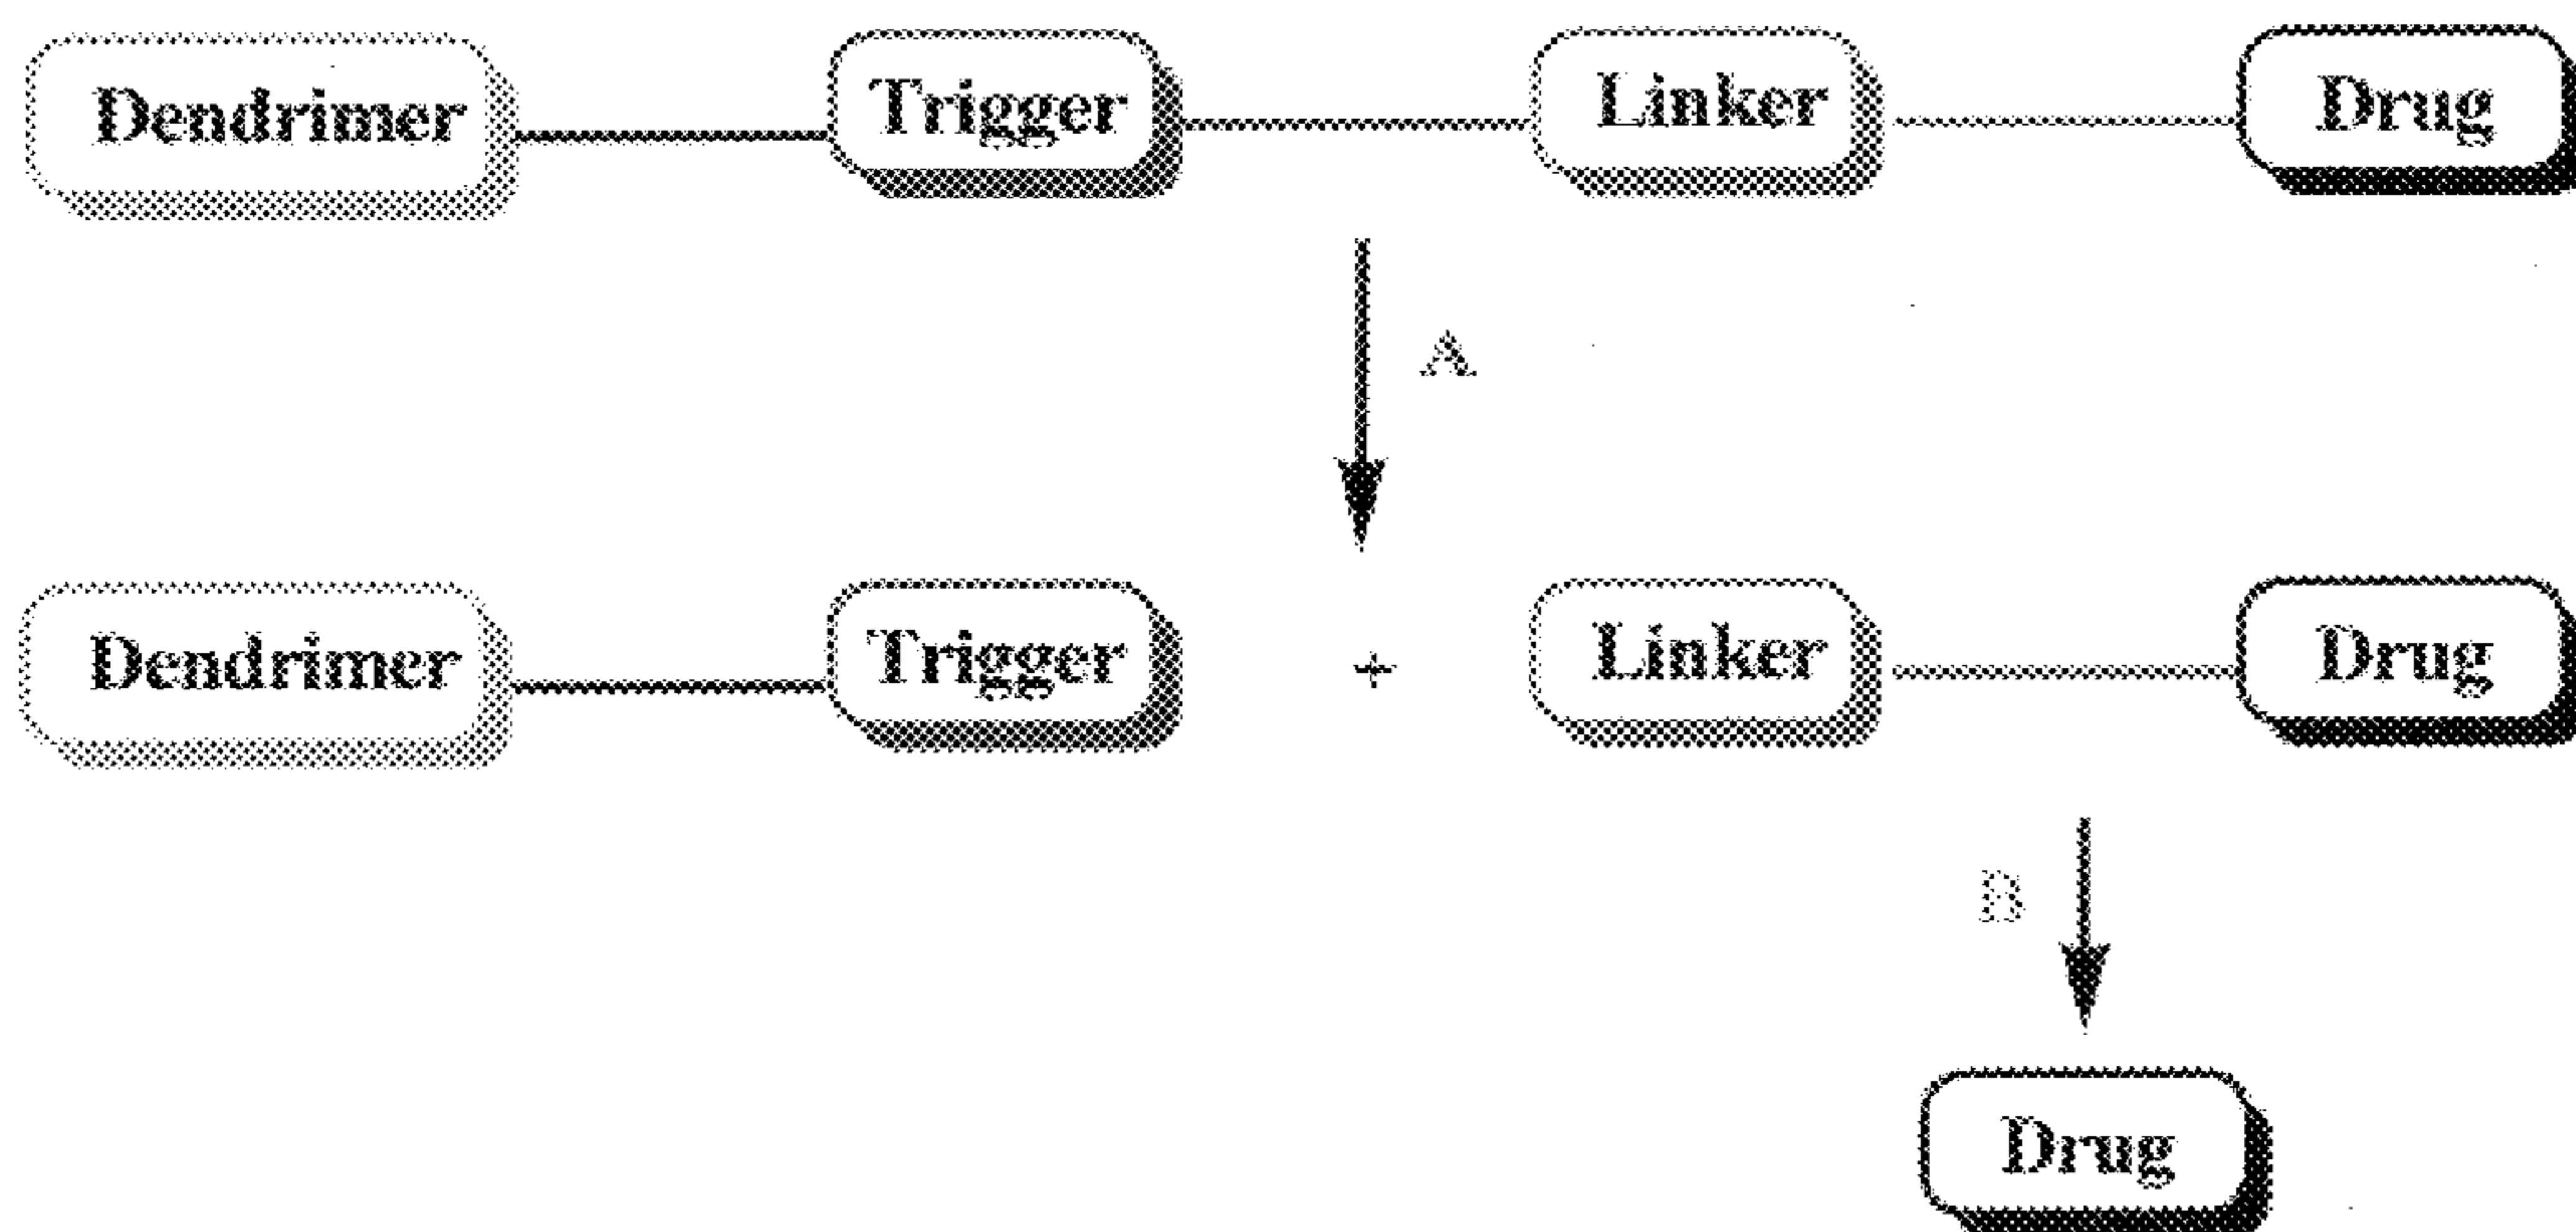 Dendrimer Trigger Linker Drug
A
Dendrimer Trigger + Linker Drug
B
Drug